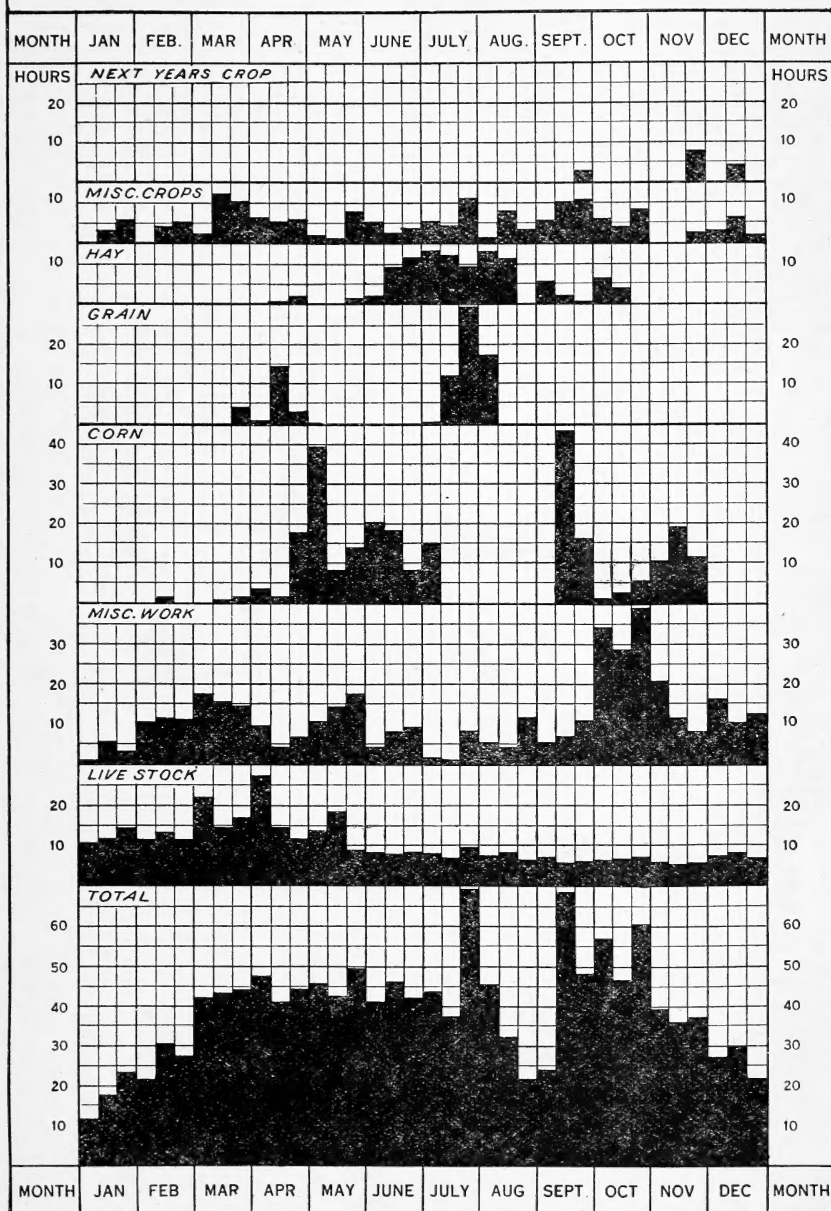 MONTH JAN FEB. MAR APR. MAY JUNE JULY AUG. SEPT. OCT NOV DEC MONTH
HOURS NEXT YEARS CROP HOURS
20 20
10 10
MISC. CROPS
10 10
HAY
10 10
GRAIN
20 20
10 10
CORN
40 40
30 30
20 20
10 10
MISC. WORK
30 30
20 20
10 10
LIVE STOCK
20 20
10 10
TOTAL
60 60
50 50
40 40
30 30
20 20
10 10
MONTH JAN FEB MAR APR. MAY JUNE JULY AUG SEPT. OCT NOV DEC MONTH